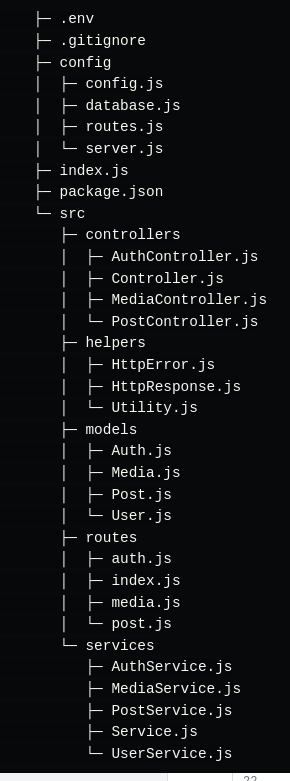 ├─ .env
├─ .gitignore
├─ config
│  ├─ config.js
│  ├─ database.js
│  ├─ routes.js
│  └─ server.js
├─ index.js
├─ package.json
└─ src
   ├─ controllers
   │  ├─ AuthController.js
   │  ├─ Controller.js
   │  ├─ MediaController.js
   │  └─ PostController.js
   ├─ helpers
   │  ├─ HttpError.js
   │  ├─ HttpResponse.js
   │  └─ Utility.js
   ├─ models
   │  ├─ Auth.js
   │  ├─ Media.js
   │  ├─ Post.js
   │  └─ User.js
   ├─ routes
   │  ├─ auth.js
   │  ├─ index.js
   │  ├─ media.js
   │  └─ post.js
   └─ services
      ├─ AuthService.js
      ├─ MediaService.js
      ├─ PostService.js
      ├─ Service.js
      └─ UserService.js